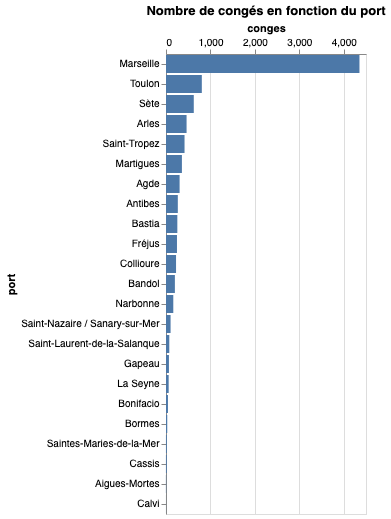 Nombre de congés en fonction du port
conges
0 1,000 2,000 3,000 4,000
Marseille
Toulon
Sète
Arles
Saint-Tropez
Martigues
Agde
Antibes
Bastia
Fréjus
Collioure
Bandol
Narbonne
Saint-Nazaire / Sanary-sur-Mer
Saint-Laurent-de-la-Salanque
Gapeau
La Seyne
Bonifacio
Bormes
Saintes-Maries-de-la-Mer
Cassis
Aigues-Mortes
Calvi
port